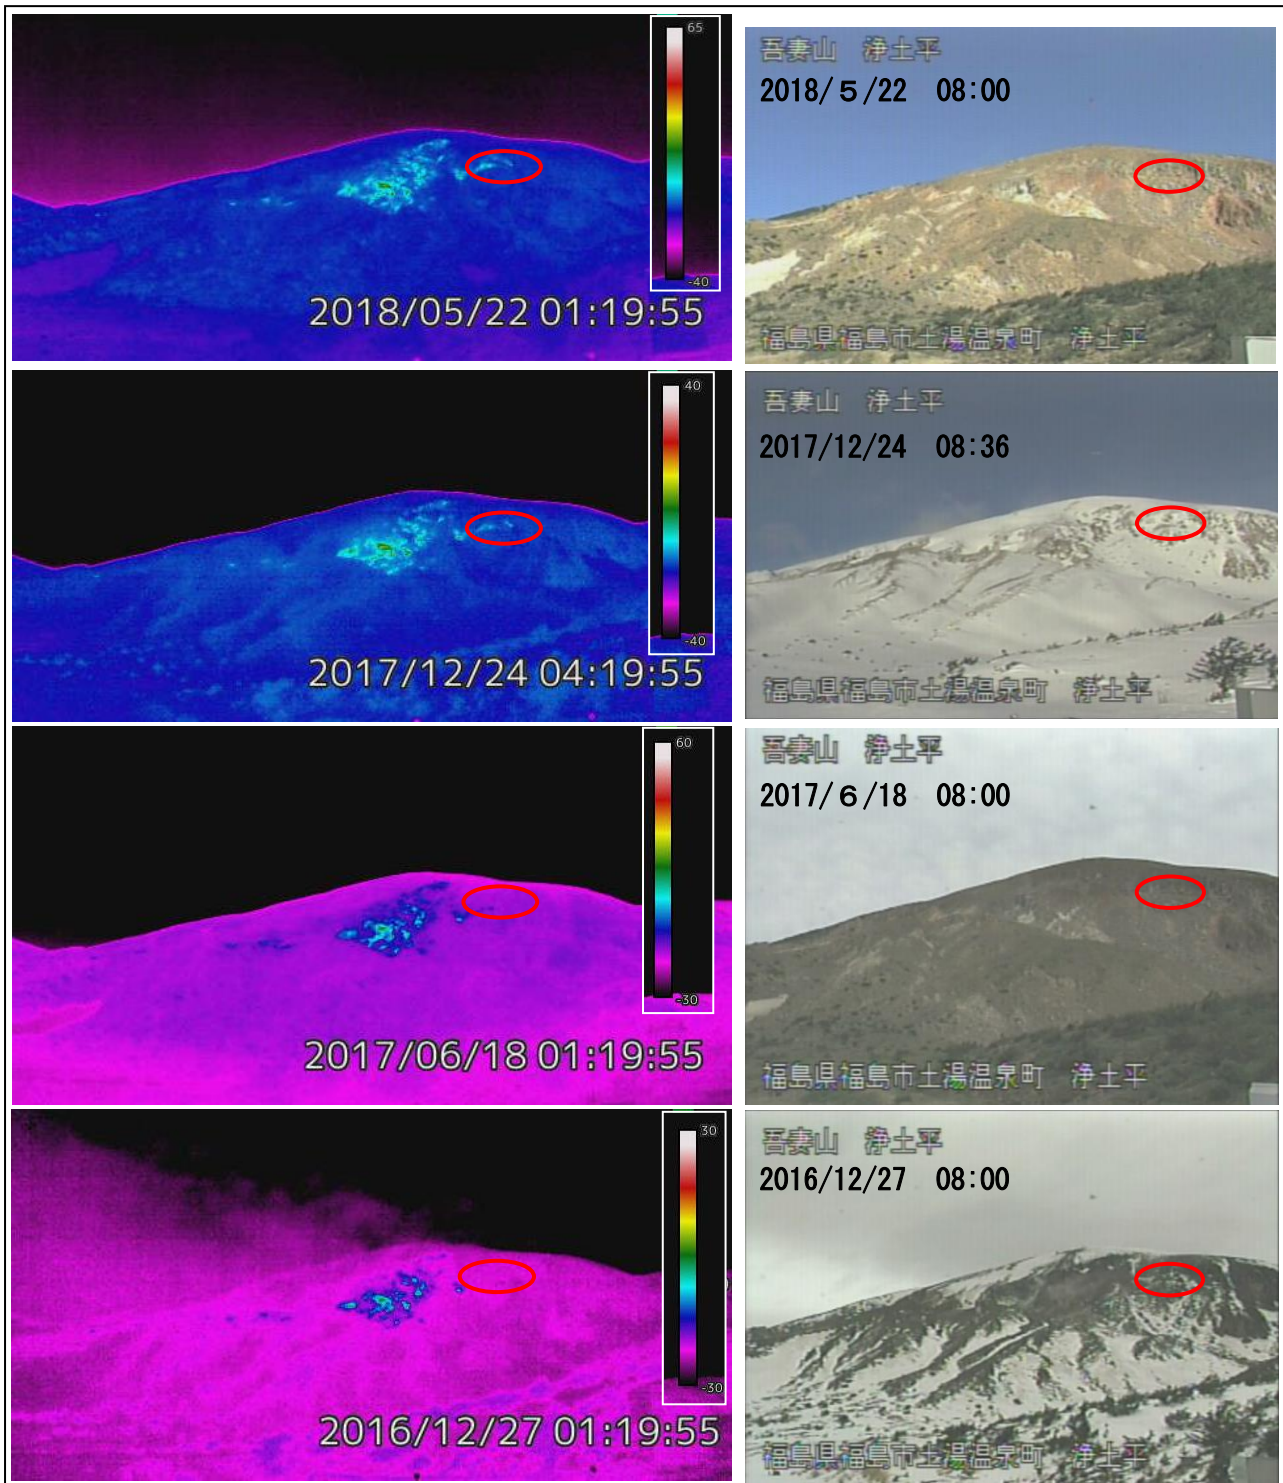 65
-40
2018/05/22 01:19:55
吾妻山　浄土平
2018/５/22　08:00
福島県福島市土湯温泉町　浄土平
40
-40
2017/12/24 04:19:55
吾妻山　浄土平
2017/12/24　08:36
福島県福島市土湯温泉町　浄土平
60
-30
2017/06/18 01:19:55
吾妻山　浄土平
2017/６/18　08:00
福島県福島市土湯温泉町　浄土平
30
-30
2016/12/27 01:19:55
吾妻山　浄土平
2016/12/27　08:00
福島県福島市土湯温泉町　浄土平